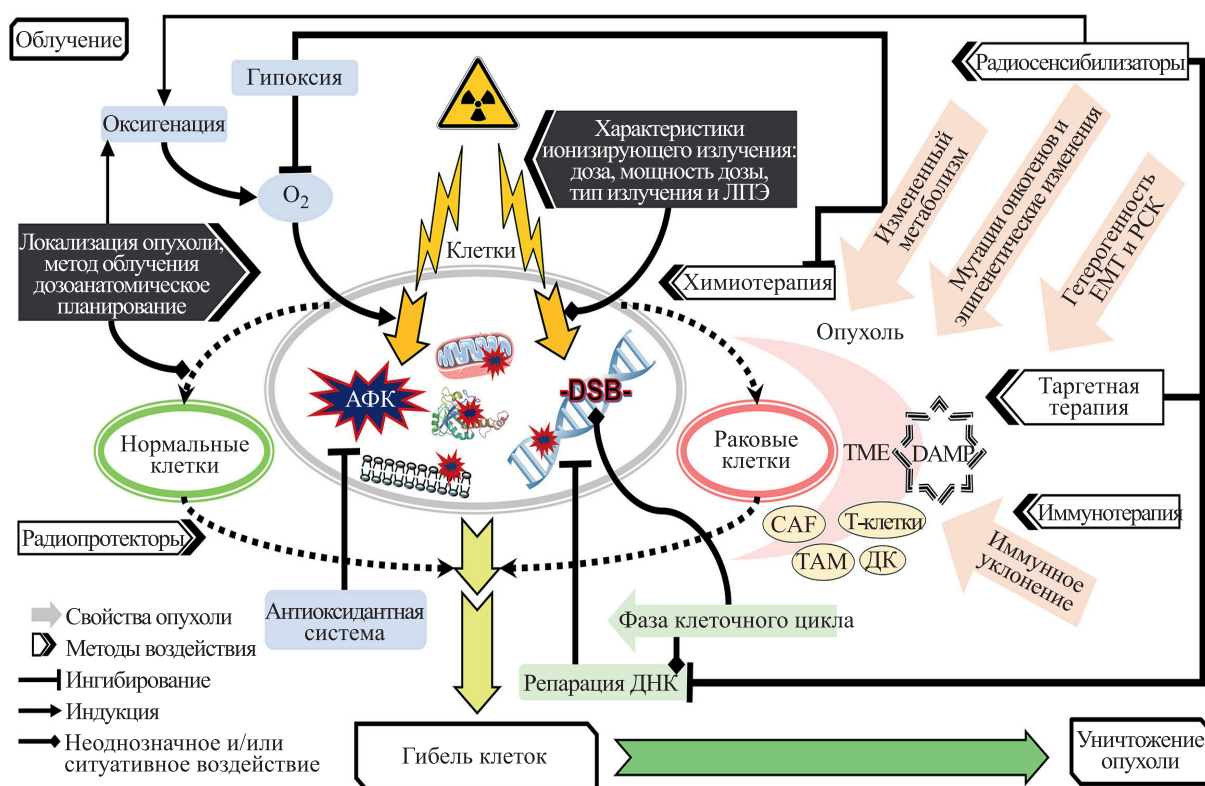 Облучение
Гипоксия
Оксигенация
O2
Характеристики
ионизирующего излучения:
доза, мощность дозы,
тип излучения и ЛПЭ
Радиосенсибилизаторы
Локализация опухоли,
метод облучения
дозоанатомическое
планирование
Клетки
Химиотерапия
Измененный
метаболизм
Мутации онкогенов и
эпигенетические изменения
Гетерогенность
ЕМТ и РСК
Опухоль
АФК
-DSB-
Таргетная
терапия
Нормальные
клетки
Раковые
клетки
TME
DAMP
Радиопротекторы
CAF
Т-клетки
TAM
ДК
Иммунотерапия
Иммунное
уклонение
Антиоксидантная
система
Фаза клеточного цикла
Репарация ДНК
Свойства опухоли
Методы воздействия
Ингибирование
Индукция
Неоднозначное и/или
ситуативное воздействие
Гибель клеток
Уничтожение
опухоли